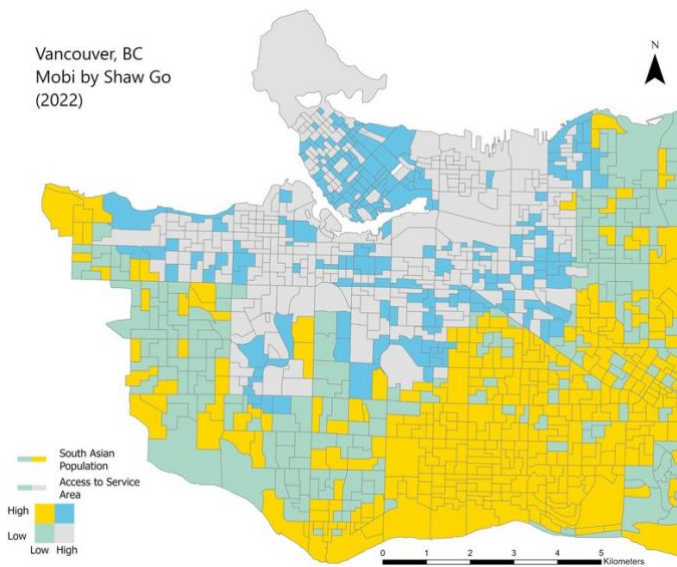 Vancouver, BC
Mobi by Shaw Go
(2022)
N
South Asian
Population
Access to Service
Area
High
Low
Low High
0 1 2 3 4 5
Kilometers